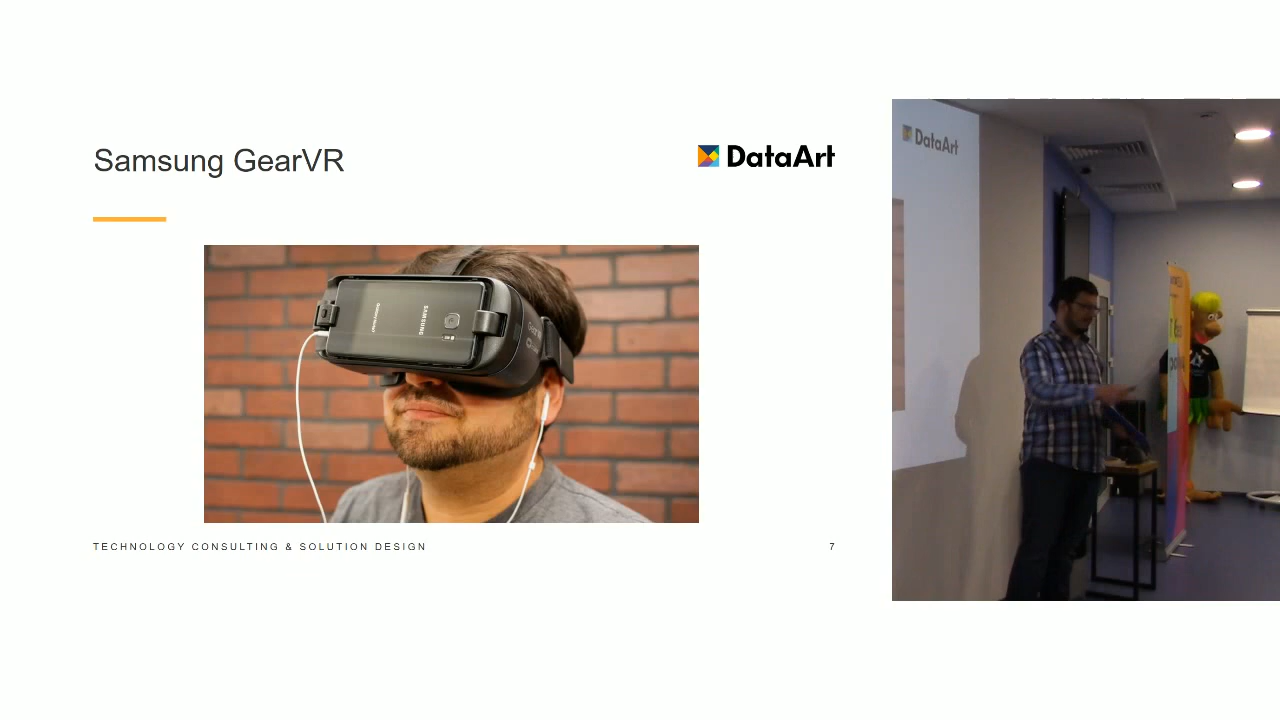 Samsung GearVR
DataArt
SAMSUNG
TECHNOLOGY CONSULTING & SOLUTION DESIGN
7
DataArt